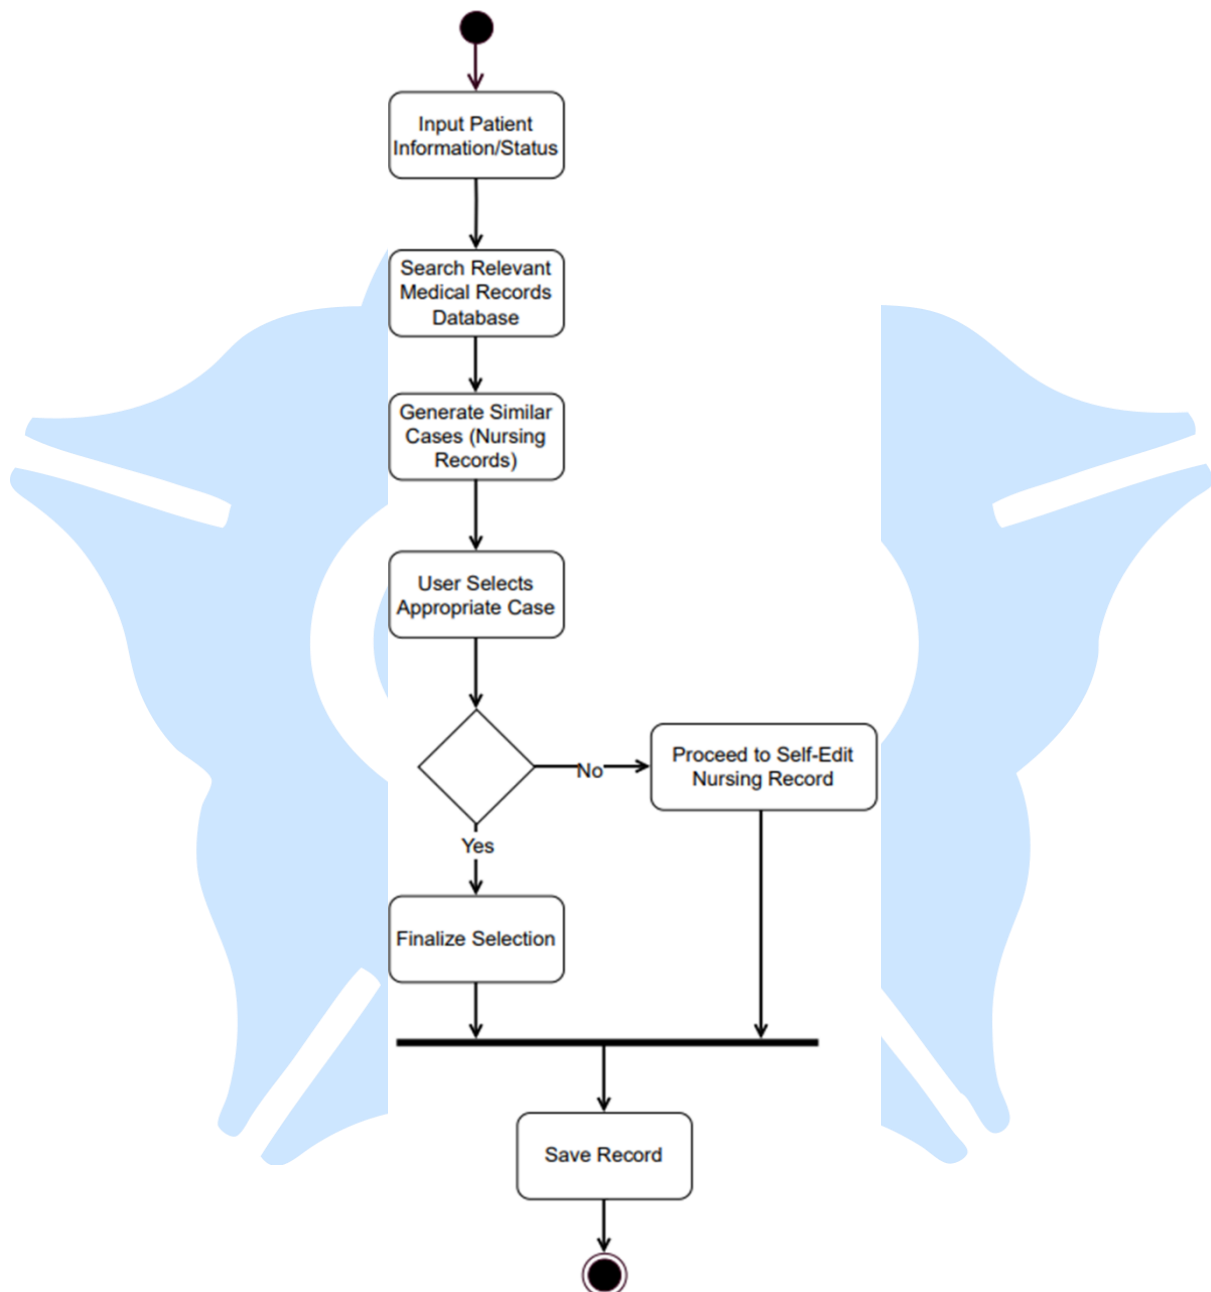 Input Patient
Information/Status
Search Relevant
Medical Records
Database
Generate Similar
Cases (Nursing
Records)
User Selects
Appropriate Case
No
Proceed to Self-Edit
Nursing Record
Yes
Finalize Selection
Save Record